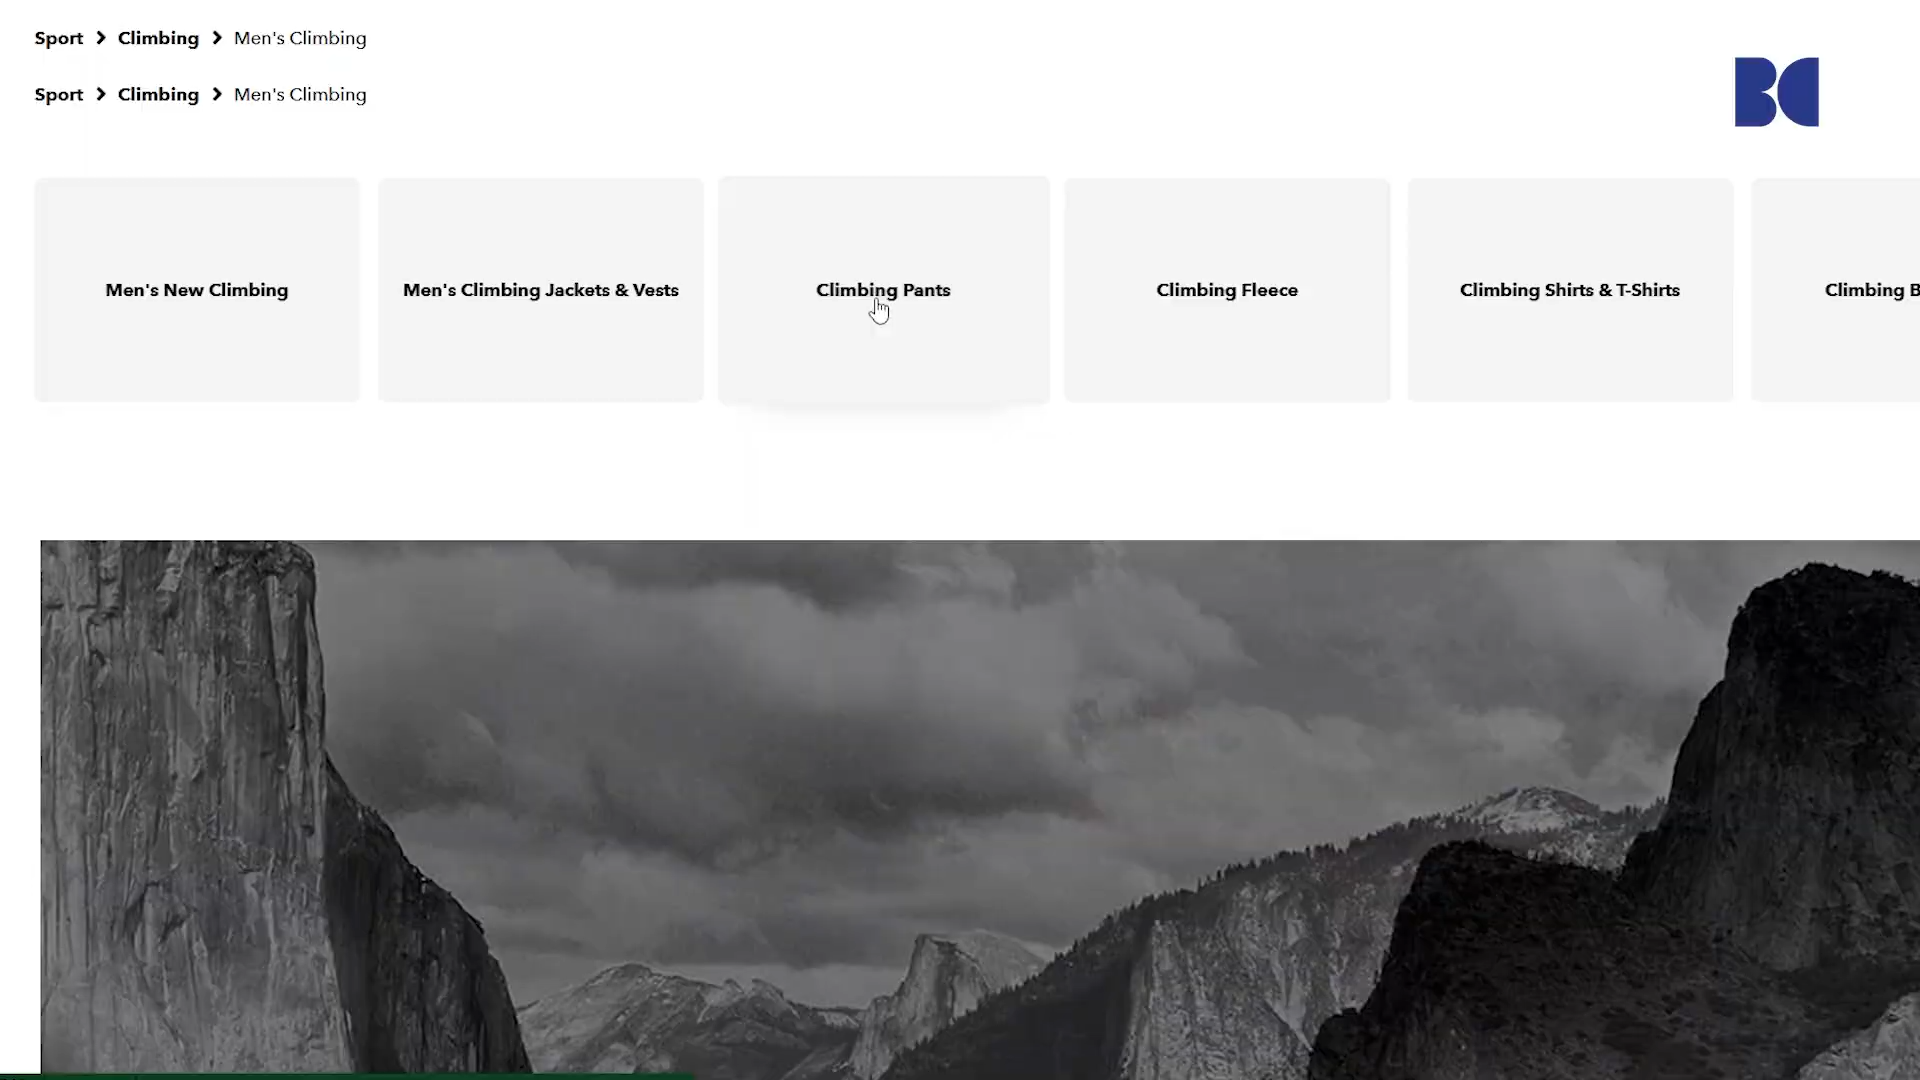 Sport > Climbing > Men's Climbing
Sport > Climbing > Men's Climbing
BC
Men's New Climbing
Men's Climbing Jackets & Vests
Climbing Pants
Climbing Fleece
Climbing Shirts & T-Shirts
Climbing B